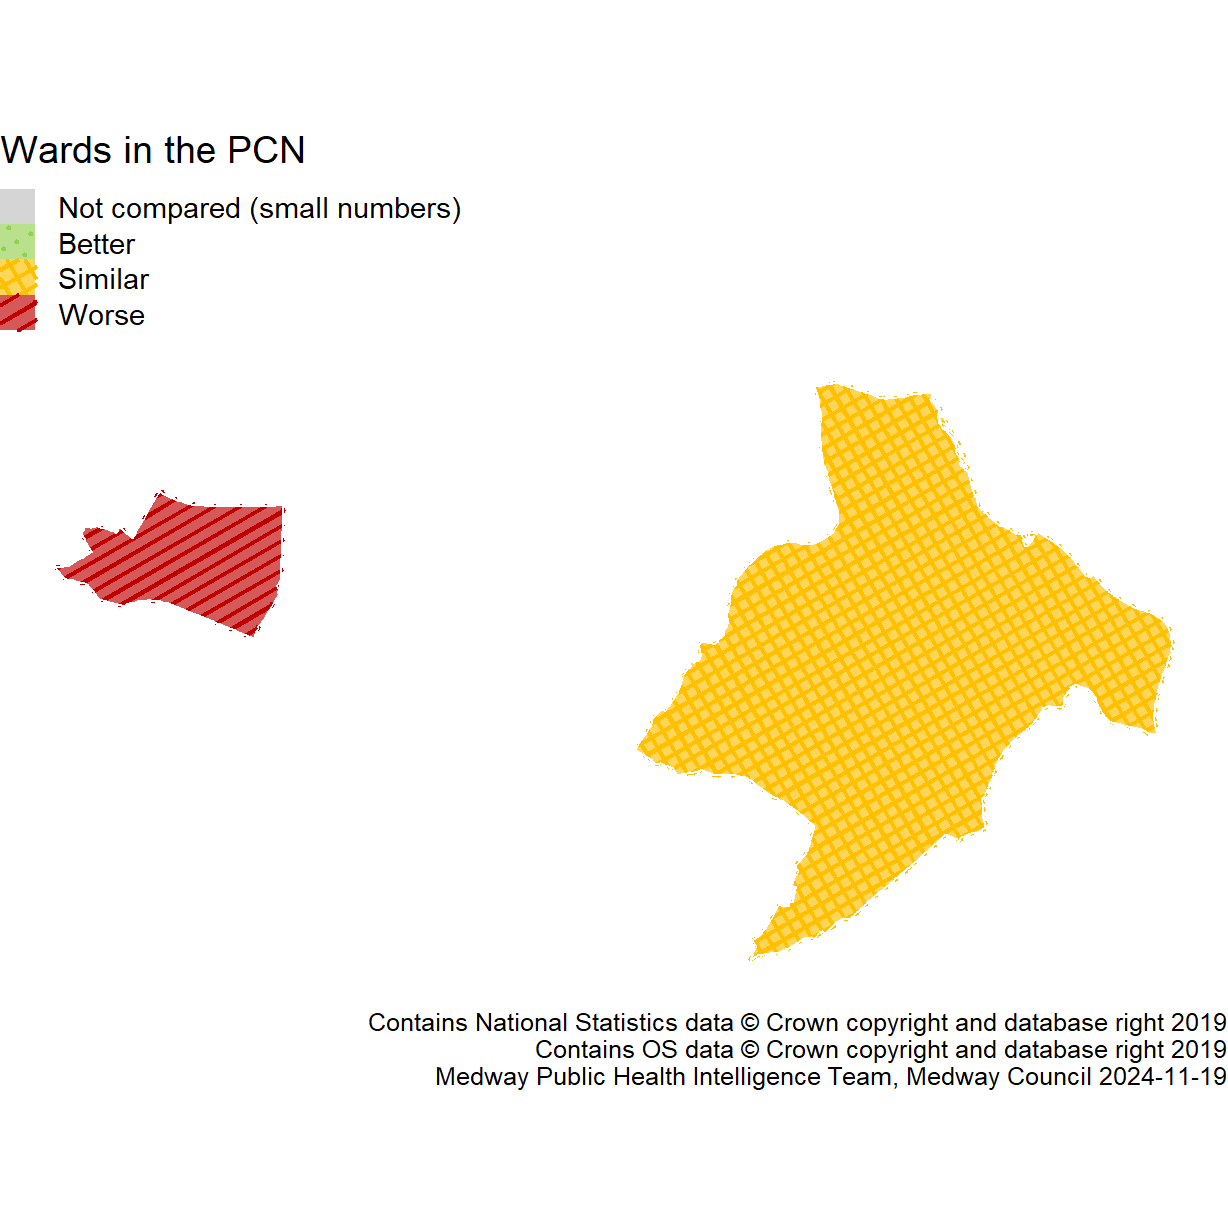 Wards in the PCN
Not compared (small numbers)
Better
Similar
Worse
Contains National Statistics data © Crown copyright and database right 2019
Contains OS data © Crown copyright and database right 2019
Medway Public Health Intelligence Team, Medway Council 2024-11-19